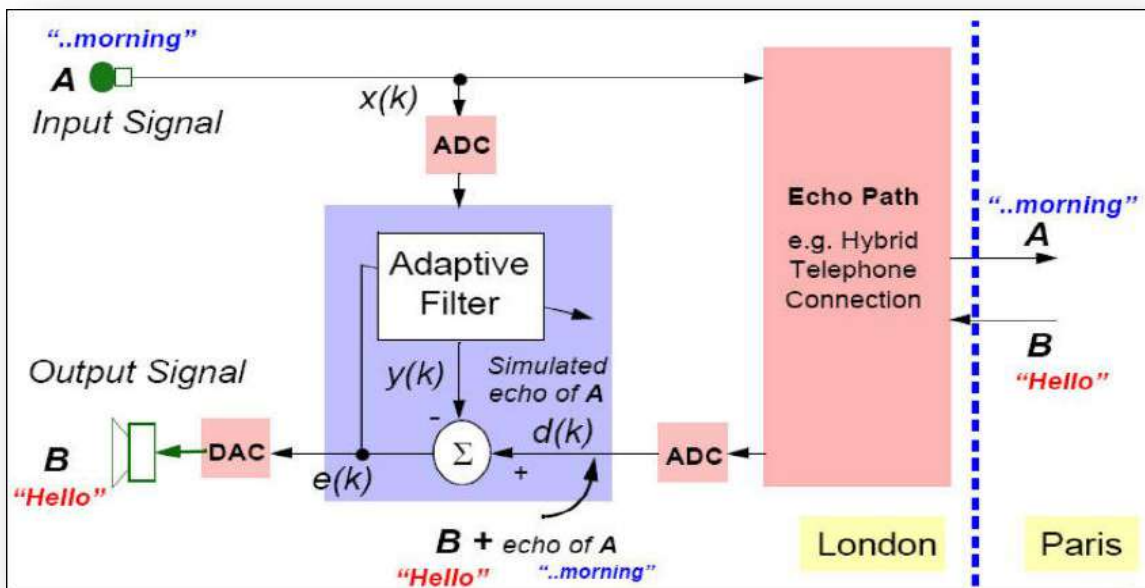 “..morning”
A
Input Signal
x(k)
ADC
Adaptive
Filter
y(k)
Simulated
echo of A
Output Signal
B
“Hello”
DAC
e(k)
-
Σ
+
d(k)
ADC
B + echo of A
“Hello” “..morning”
Echo Path
e.g. Hybrid
Telephone
Connection
“..morning”
A
B
“Hello”
London
Paris